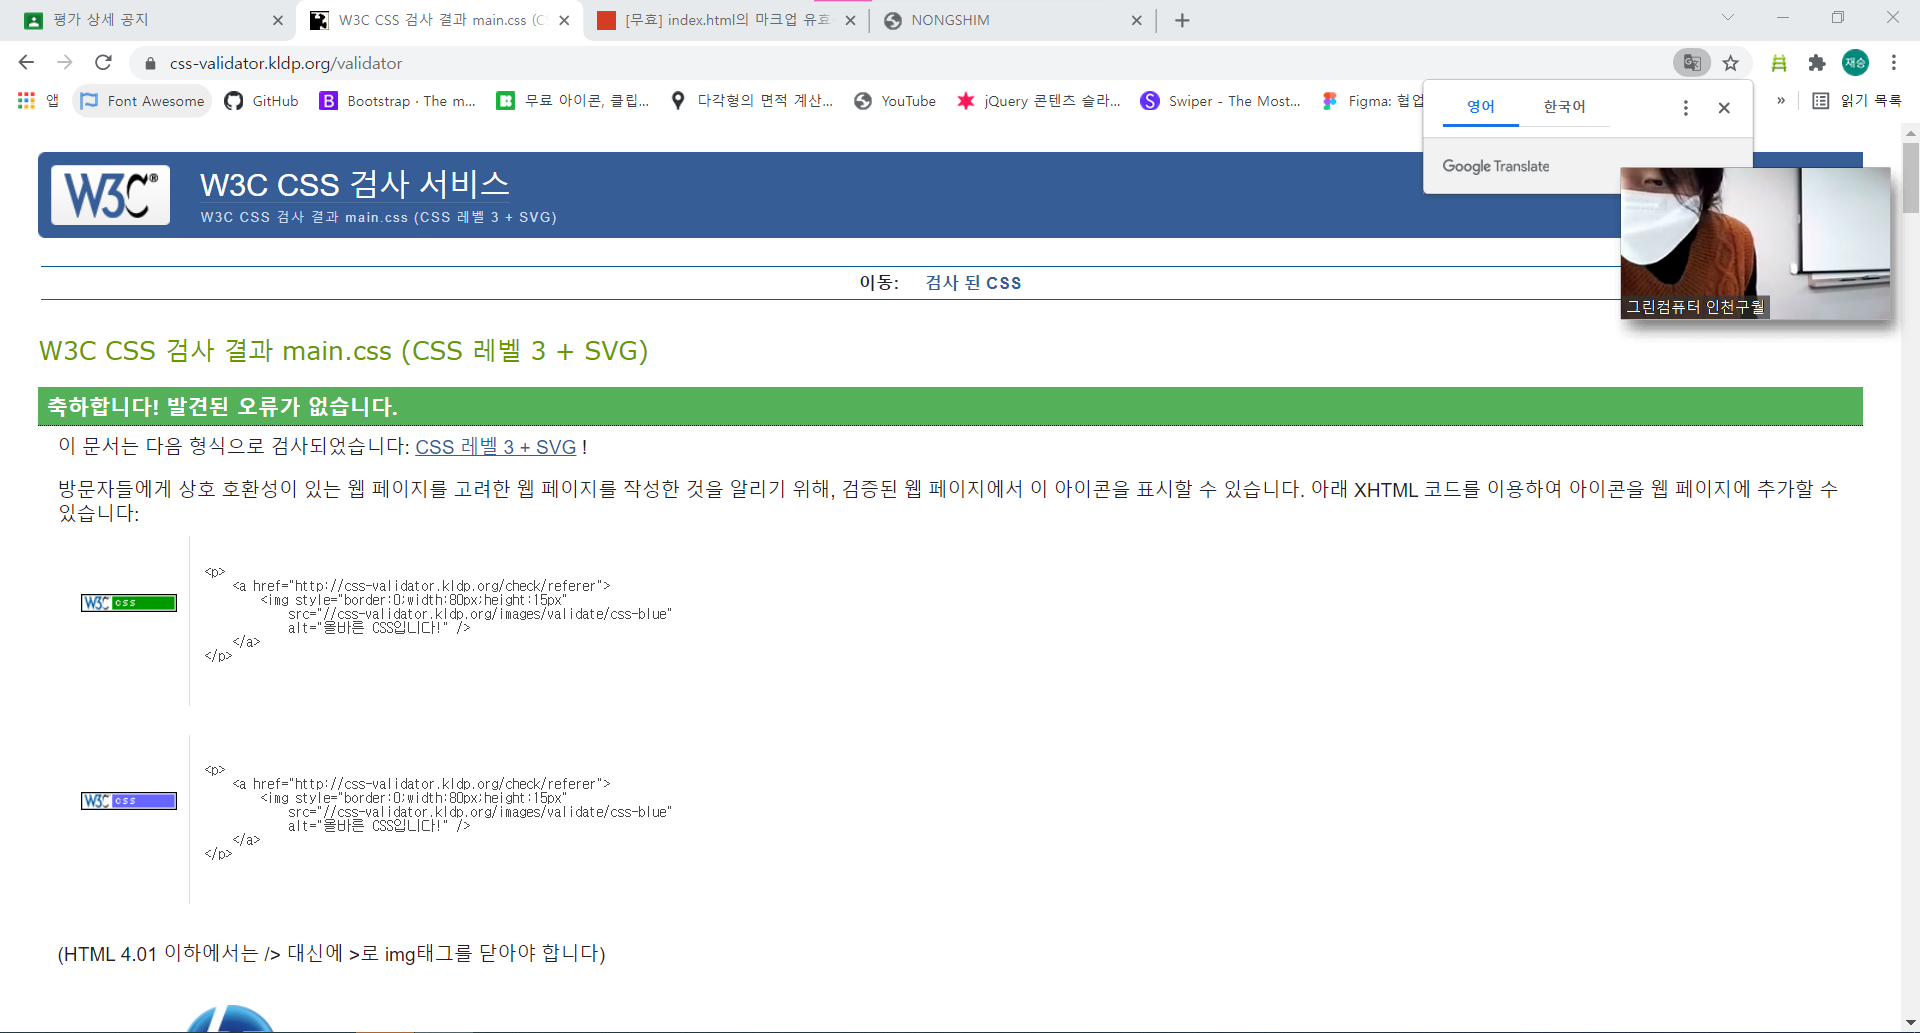 평가 상세 공지
W3C CSS 검사 결과 main.css (CS
[무효] index.html의 마크업 유효
NONGSHIM
css-validator.kldp.org/validator
재승
앱
Font Awesome
GitHub
Bootstrap · The m...
무료 아이콘, 클립...
다각형의 면적 계산...
YouTube
jQuery 콘텐츠 슬라...
Swiper - The Most...
Figma: 협업
»
읽기 목록
영어
한국어
Google Translate
W3C®
W3C CSS 검사 서비스
W3C CSS 검사 결과 main.css (CSS 레벨 3 + SVG)
그린컴퓨터 인천구월
이동: 검사 된 CSS
W3C CSS 검사 결과 main.css (CSS 레벨 3 + SVG)
축하합니다! 발견된 오류가 없습니다.
이 문서는 다음 형식으로 검사되었습니다: CSS 레벨 3 + SVG !
방문자들에게 상호 호환성이 있는 웹 페이지를 고려한 웹 페이지를 작성한 것을 알리기 위해, 검증된 웹 페이지에서 이 아이콘을 표시할 수 있습니다. 아래 XHTML 코드를 이용하여 아이콘을 웹 페이지에 추가할 수
있습니다:
W3C css
<p>
<a href="http://css-validator.kldp.org/check/referer">
<img style="border:0;width:80px;height:15px"
src="//css-validator.kldp.org/images/validate/css-blue"
alt="올바른 CSS입니다!" />
</a>
</p>
W3C css
<p>
<a href="http://css-validator.kldp.org/check/referer">
<img style="border:0;width:80px;height:15px"
src="//css-validator.kldp.org/images/validate/css-blue"
alt="올바른 CSS입니다!" />
</a>
</p>
(HTML 4.01 이하에서는 /> 대신에 >로 img태그를 닫아야 합니다)